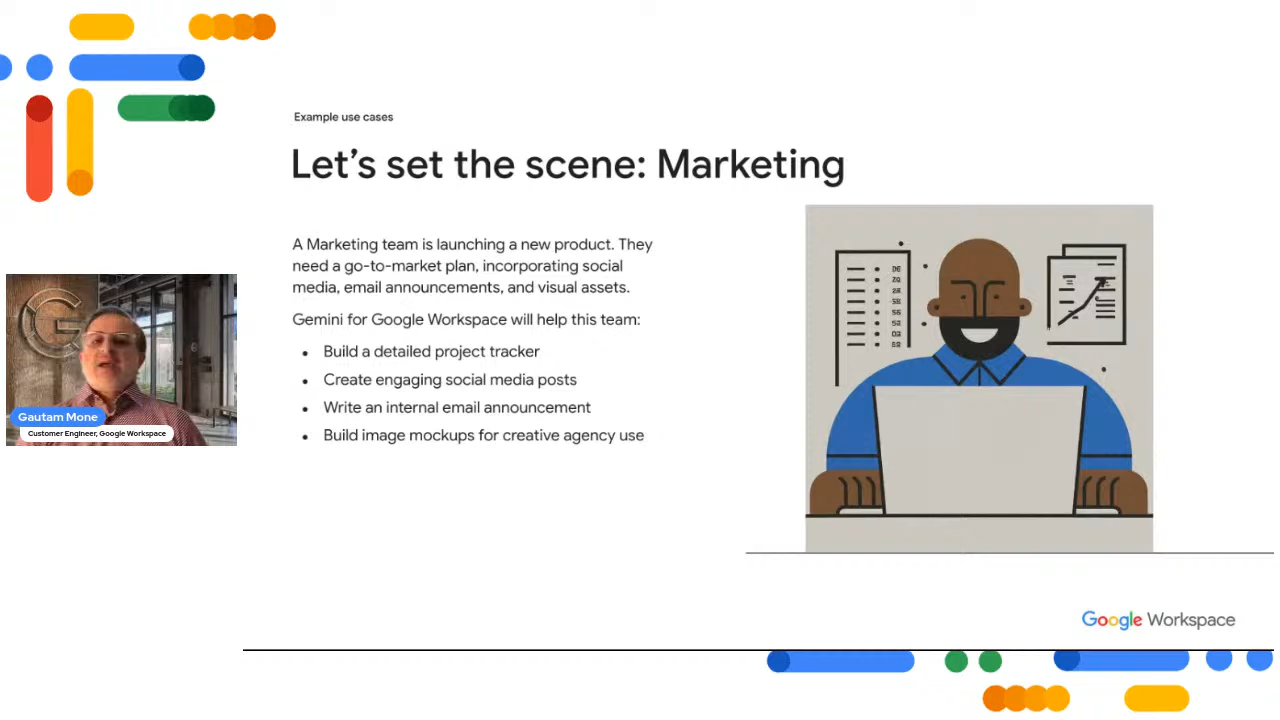 Example use cases
Let's set the scene: Marketing
A Marketing team is launching a new product. They
need a go-to-market plan, incorporating social
media, email announcements, and visual assets.
Gemini for Google Workspace will help this team:
• Build a detailed project tracker
• Create engaging social media posts
• Write an internal email announcement
• Build image mockups for creative agency use
G
Gautam Mone
Customer Engineer, Google Workspace
Google Workspace